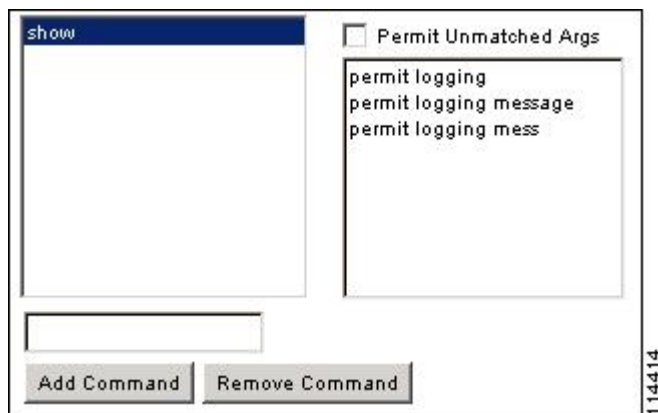 show
Permit Unmatched Args
permit logging
permit logging message
permit logging mess
Add Command
Remove Command
114414